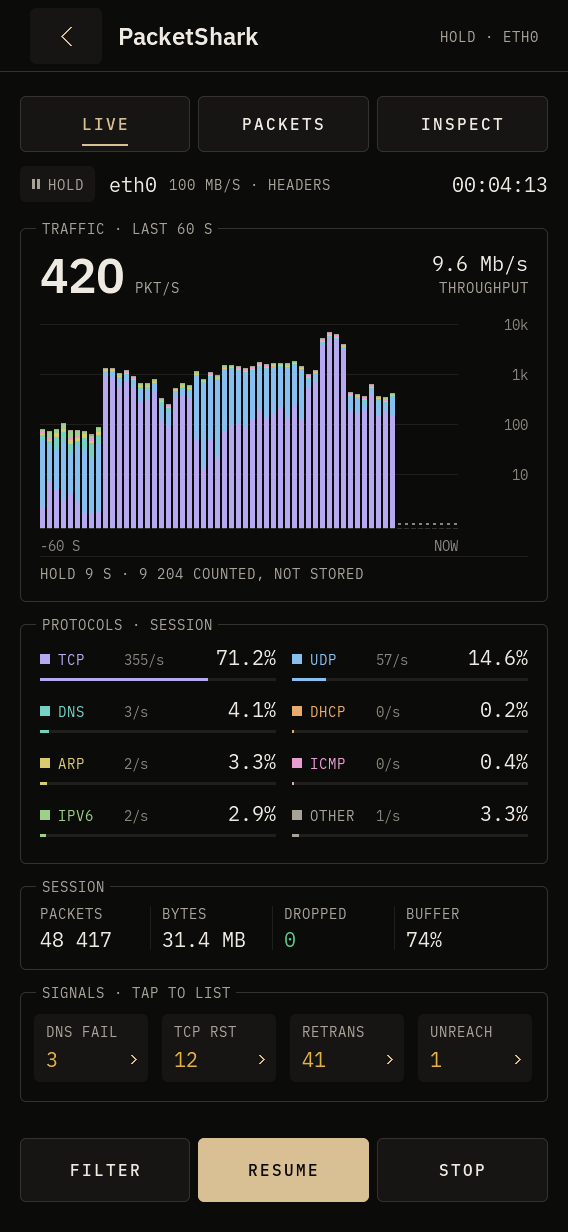 PacketShark
HOLD · ETH0
LIVE
PACKETS
INSPECT
HOLD
eth0 100 MB/S · HEADERS
00:04:13
TRAFFIC · LAST 60 S
420 PKT/S
9.6 Mb/s
THROUGHPUT
10k
1k
100
10
-60 S
NOW
HOLD 9 S · 9 204 COUNTED, NOT STORED
PROTOCOLS · SESSION
TCP 355/s 71.2%
UDP 57/s 14.6%
DNS 3/s 4.1%
DHCP 0/s 0.2%
ARP 2/s 3.3%
ICMP 0/s 0.4%
IPV6 2/s 2.9%
OTHER 1/s 3.3%
SESSION
PACKETS
48 417
BYTES
31.4 MB
DROPPED
0
BUFFER
74%
SIGNALS · TAP TO LIST
DNS FAIL
3
TCP RST
12
RETRANS
41
UNREACH
1
FILTER
RESUME
STOP